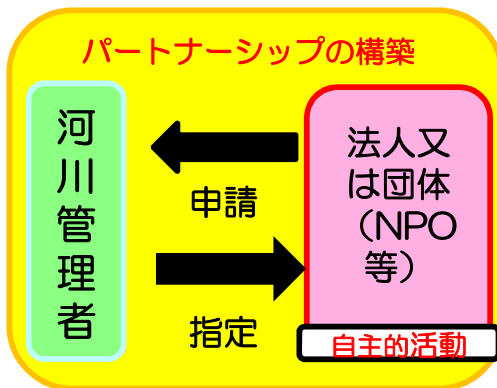 パートナーシップの構築
河川管理者
申請
指定
法人又
は団体
（NPO
等）
自主的活動